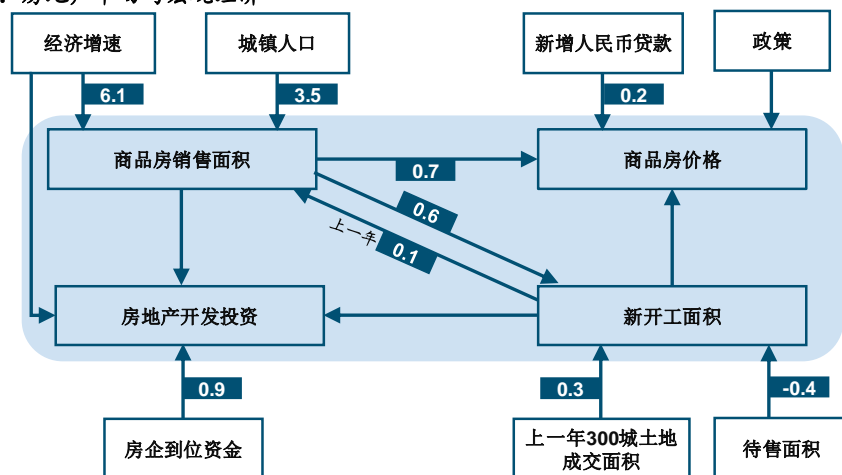 经济增速
城镇人口
新增人民币贷款
政策
6.1
3.5
0.2
商品房销售面积
商品房价格
0.7
0.6
上一年
0.1
房地产开发投资
新开工面积
0.9
0.3
-0.4
房企到位资金
上一年300城土地
成交面积
待售面积